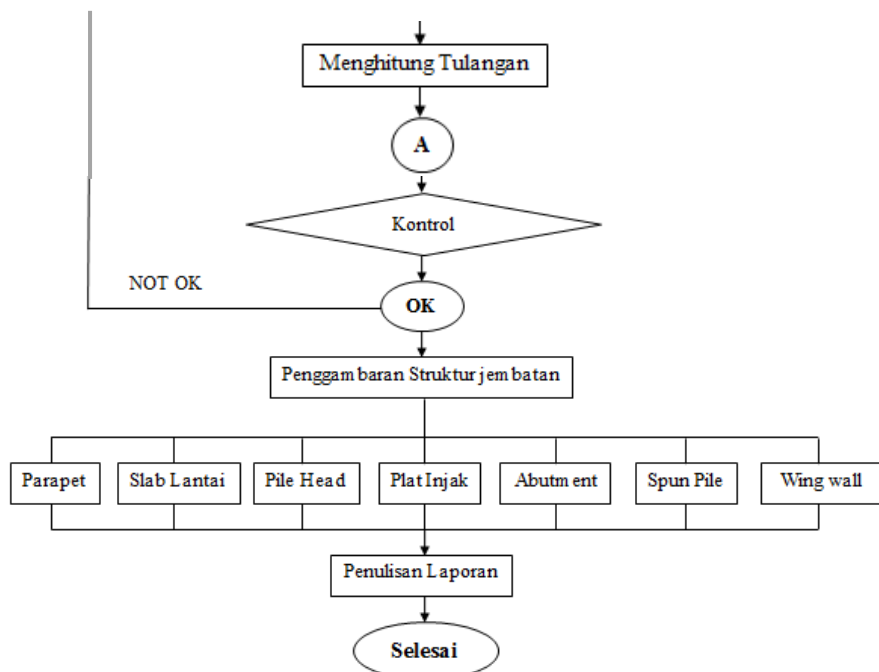 Menghitung Tulangan
A
Kontrol
NOT OK
OK
Penggambaran Struktur jembatan
Parapet
Slab Lantai
Pile Head
Plat Injak
Abutment
Spun Pile
Wing wall
Penulisan Laporan
Selesai